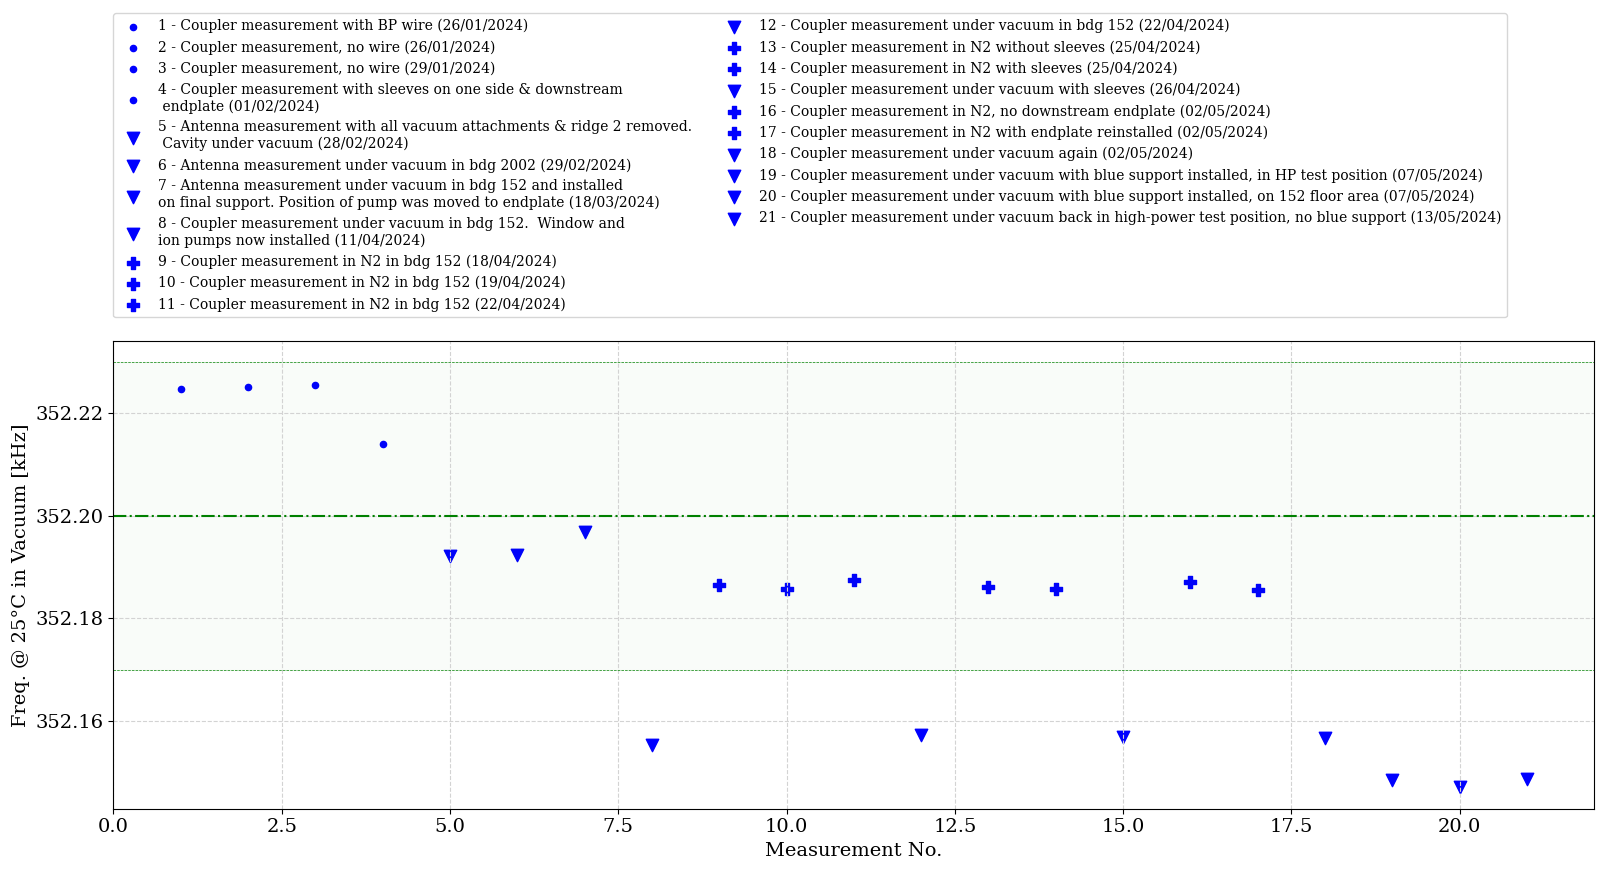 1 - Coupler measurement with BP wire (26/01/2024)
2 - Coupler measurement, no wire (26/01/2024)
3 - Coupler measurement, no wire (29/01/2024)
4 - Coupler measurement with sleeves on one side & downstream
endplate (01/02/2024)
5 - Antenna measurement with all vacuum attachments & ridge 2 removed.
Cavity under vacuum (28/02/2024)
6 - Antenna measurement under vacuum in bdg 2002 (29/02/2024)
7 - Antenna measurement under vacuum in bdg 152 and installed
on final support. Position of pump was moved to endplate (18/03/2024)
8 - Coupler measurement under vacuum in bdg 152.  Window and
ion pumps now installed (11/04/2024)
9 - Coupler measurement in N2 in bdg 152 (18/04/2024)
10 - Coupler measurement in N2 in bdg 152 (19/04/2024)
11 - Coupler measurement in N2 in bdg 152 (22/04/2024)
12 - Coupler measurement under vacuum in bdg 152 (22/04/2024)
13 - Coupler measurement in N2 without sleeves (25/04/2024)
14 - Coupler measurement in N2 with sleeves (25/04/2024)
15 - Coupler measurement under vacuum with sleeves (26/04/2024)
16 - Coupler measurement in N2, no downstream endplate (02/05/2024)
17 - Coupler measurement in N2 with endplate reinstalled (02/05/2024)
18 - Coupler measurement under vacuum again (02/05/2024)
19 - Coupler measurement under vacuum with blue support installed, in HP test position (07/05/2024)
20 - Coupler measurement under vacuum with blue support installed, on 152 floor area (07/05/2024)
21 - Coupler measurement under vacuum back in high-power test position, no blue support (13/05/2024)
Freq. @ 25°C in Vacuum [kHz]
352.22
352.20
352.18
352.16
0.0 2.5 5.0 7.5 10.0 12.5 15.0 17.5 20.0
Measurement No.